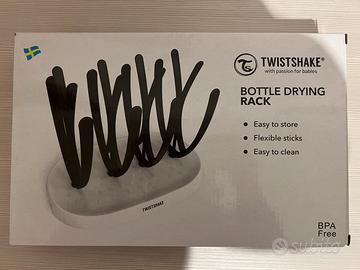 TWISTSHAKE®
with passion for babies
BOTTLE DRYING
RACK
• Easy to store
• Flexible sticks
• Easy to clean
TWISTSHAKE
BPA
Free
subito